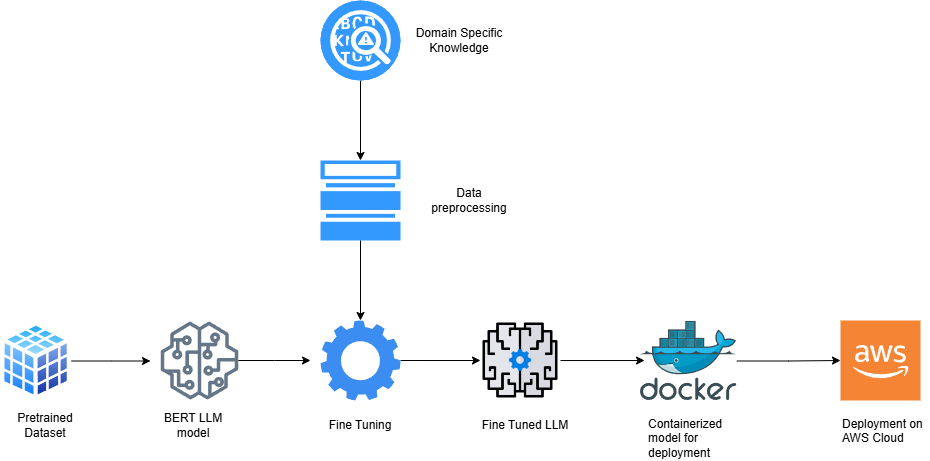 BCD
KN
TUV
Domain Specific
Knowledge
Data
preprocessing
aws
docker
Pretrained
Dataset
BERT LLM
model
Fine Tuning
Fine Tuned LLM
Containerized
model for
deployment
Deployment on
AWS Cloud